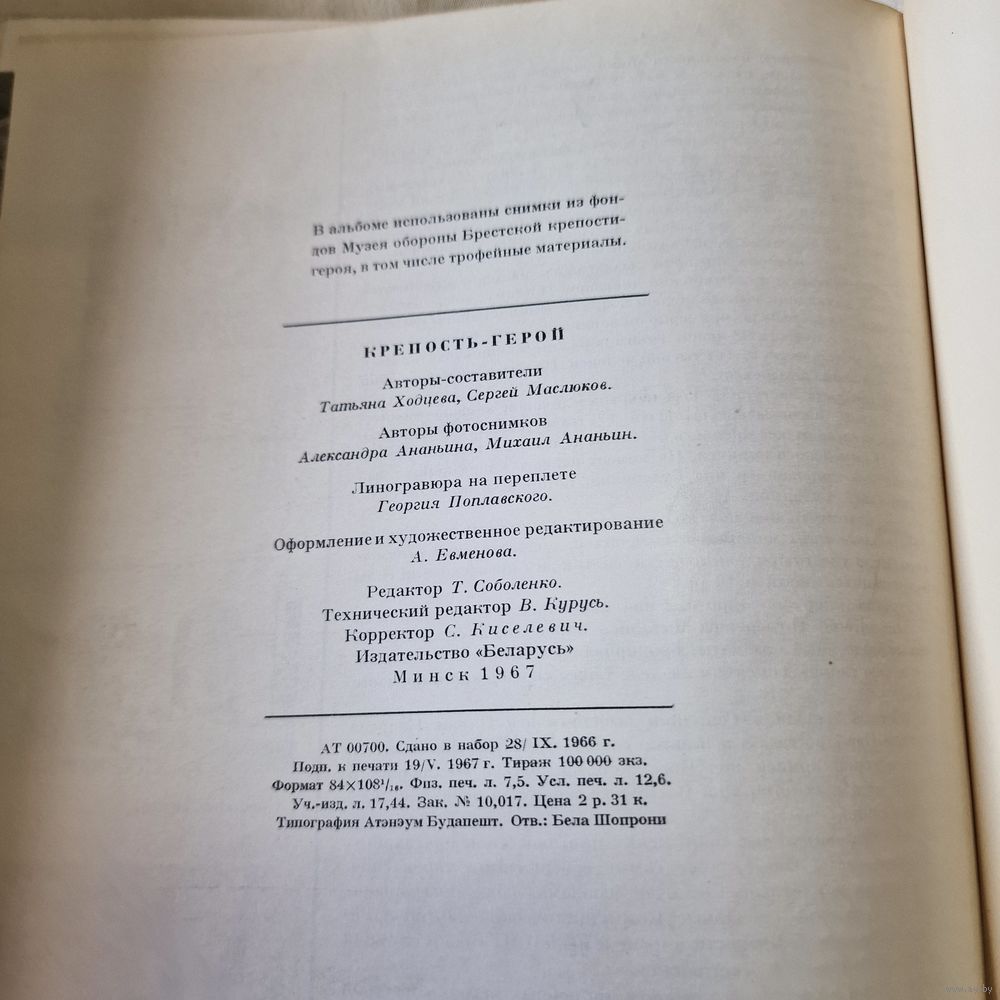 В альбоме использованы снимки из фон-
дов Музея обороны Брестской крепости-
героя, в том числе трофейные материалы.
КРЕПОСТЬ-ГЕРОЙ
Авторы-составители
Татьяна Ходцева, Сергей Маслюков.
Авторы фотоснимков
Александра Ананьина, Михаил Ананьин.
Линогравюра на переплете
Георгия Поплавского.
Оформление и художественное редактирование
А. Евменова.
Редактор Т. Соболенко.
Технический редактор В. Курусь.
Корректор С. Киселевич.
Издательство «Беларусь»
Минск 1967
АТ 00700. Сдано в набор 28/ IX. 1966 г.
Подп. к печати 19/V. 1967 г. Тираж 100 000 экз.
Формат 84×108¹/₁₆. Физ. печ. л. 7,5. Усл. печ. л. 12,6.
Уч.-изд. л. 17,44. Зак. № 10,017. Цена 2 р. 31 к.
Типография Атэнэум Будапешт. Отв.: Бела Шопрони
www.ay.by